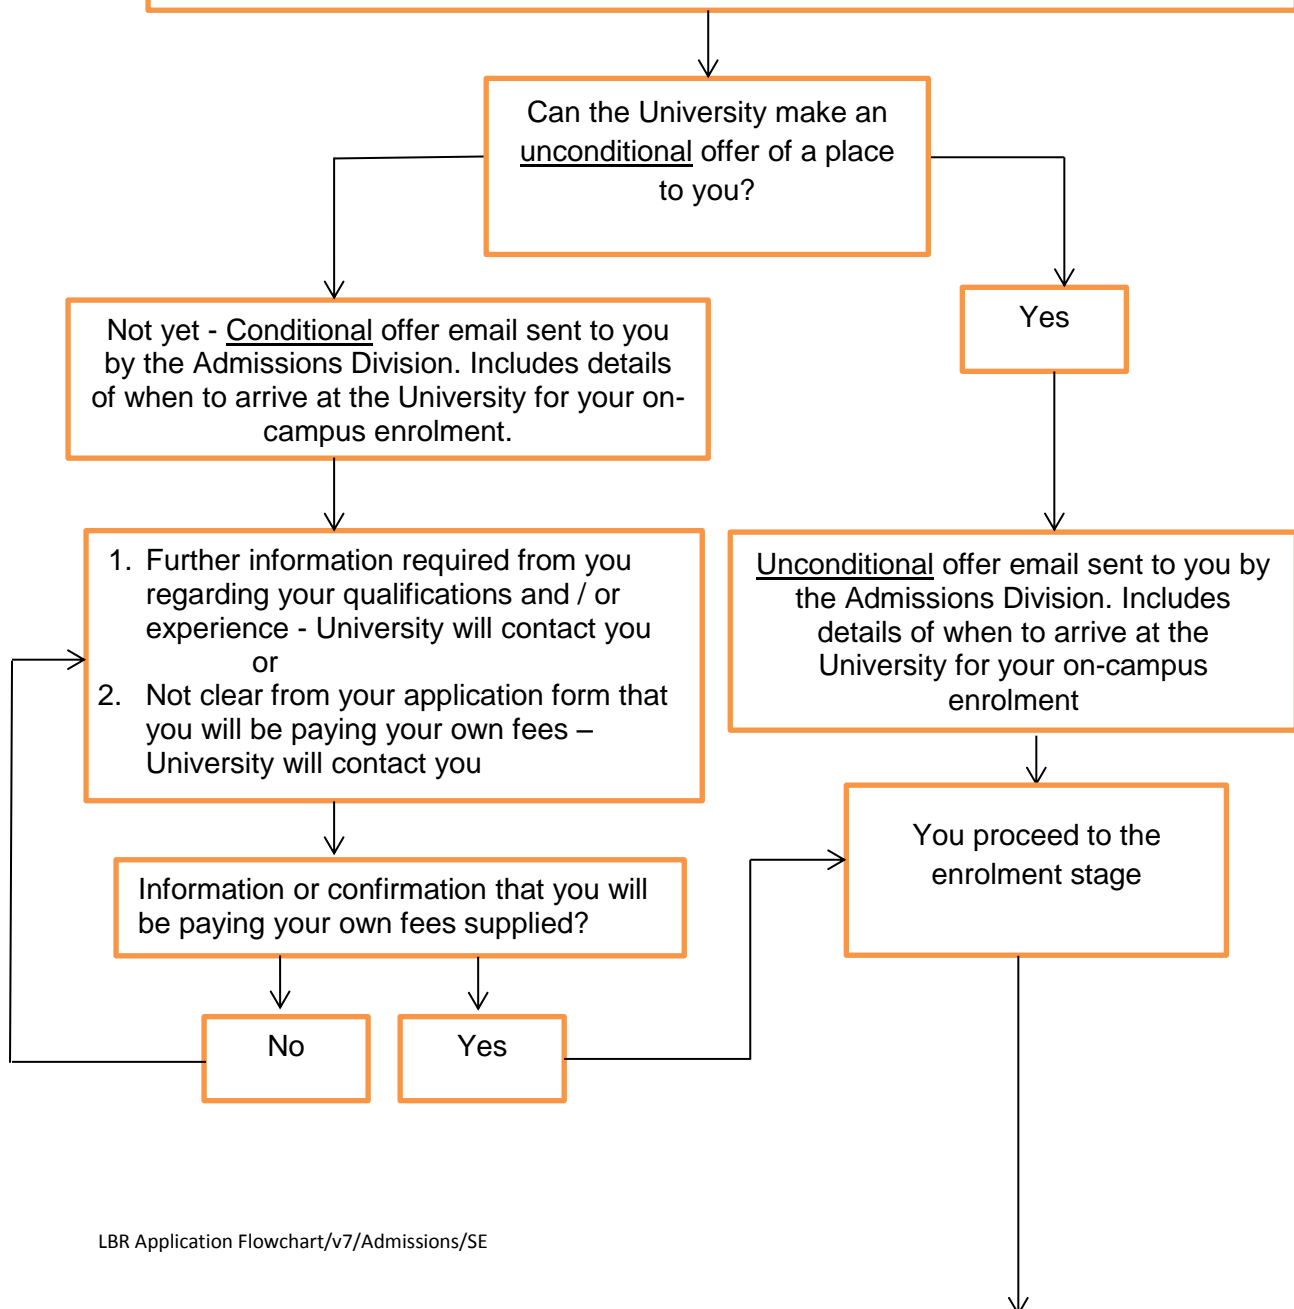 Can the University make an
unconditional offer of a place
to you?
Not yet - Conditional offer email sent to you
by the Admissions Division. Includes details
of when to arrive at the University for your on-
campus enrolment.
Yes
1. Further information required from you
regarding your qualifications and / or
experience - University will contact you
or
2. Not clear from your application form that
you will be paying your own fees –
University will contact you
Unconditional offer email sent to you by
the Admissions Division. Includes
details of when to arrive at the
University for your on-campus
enrolment
Information or confirmation that you will
be paying your own fees supplied?
You proceed to the
enrolment stage
No
Yes
LBR Application Flowchart/v7/Admissions/SE